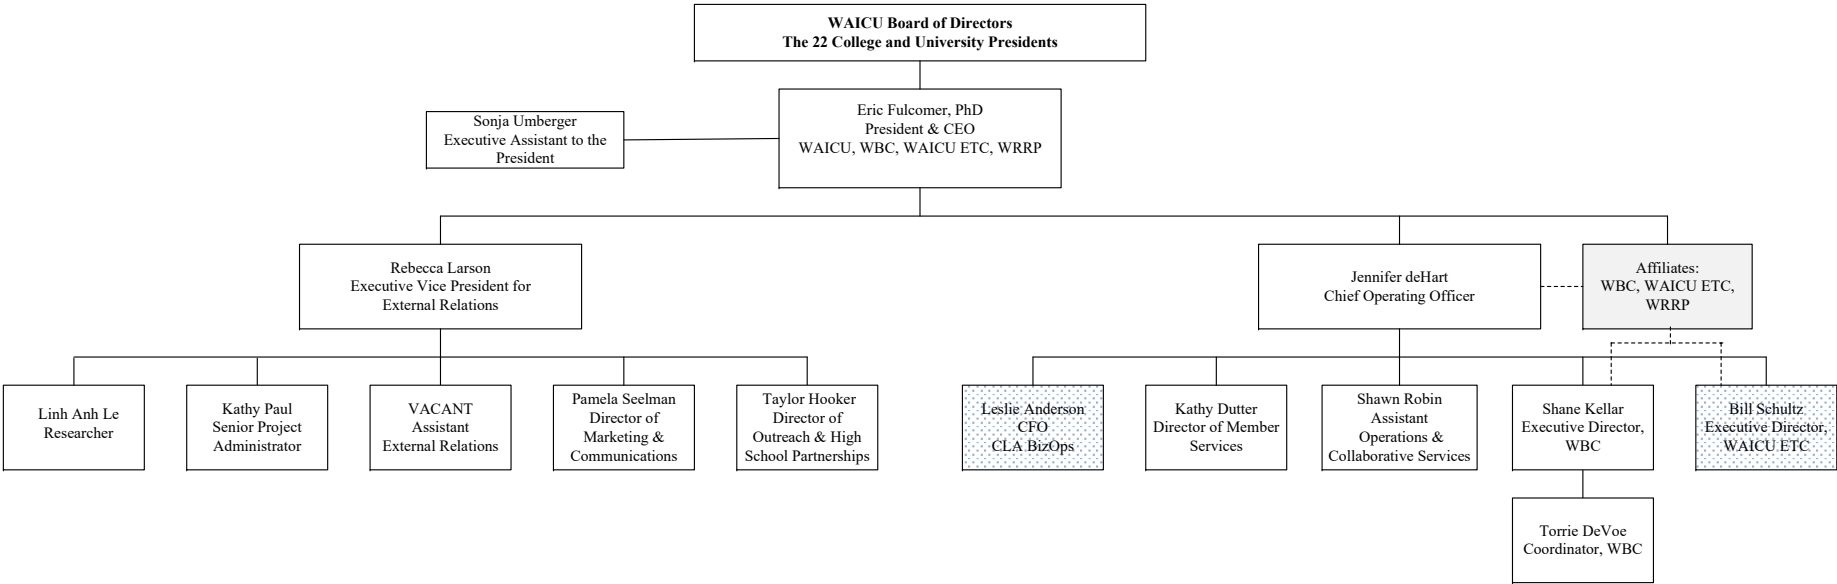 WAICU Board of Directors
The 22 College and University Presidents
Eric Fulcomer, PhD
President & CEO
WAICU, WBC, WAICU ETC, WRRP
Sonja Umberger
Executive Assistant to the
President
Rebecca Larson
Executive Vice President for
External Relations
Jennifer deHart
Chief Operating Officer
Affiliates:
WBC, WAICU ETC,
WRRP
Linh Anh Le
Researcher
Kathy Paul
Senior Project
Administrator
VACANT
Assistant
External Relations
Pamela Seelman
Director of
Marketing &
Communications
Taylor Hooker
Director of
Outreach & High
School Partnerships
Leslie Anderson
CFO
CLA BizOps
Kathy Dutter
Director of Member
Services
Shawn Robin
Assistant
Operations &
Collaborative Services
Shane Kellar
Executive Director,
WBC
Bill Schultz
Executive Director,
WAICU ETC
Torrie DeVoe
Coordinator, WBC